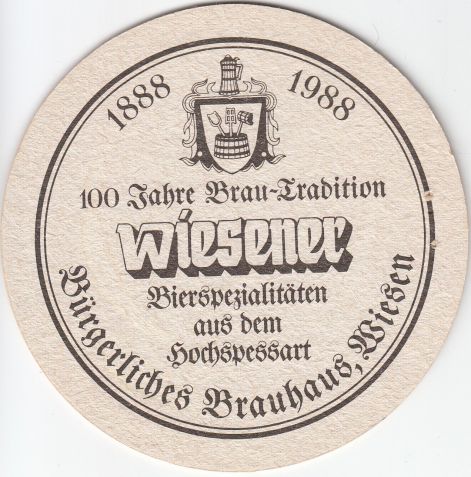 1888 1988
100 Jahre Brau-Tradition
Wiesener
Bierspezialitäten
aus dem
Hochspessart
Bürgerliches Brauhaus, Wiesen